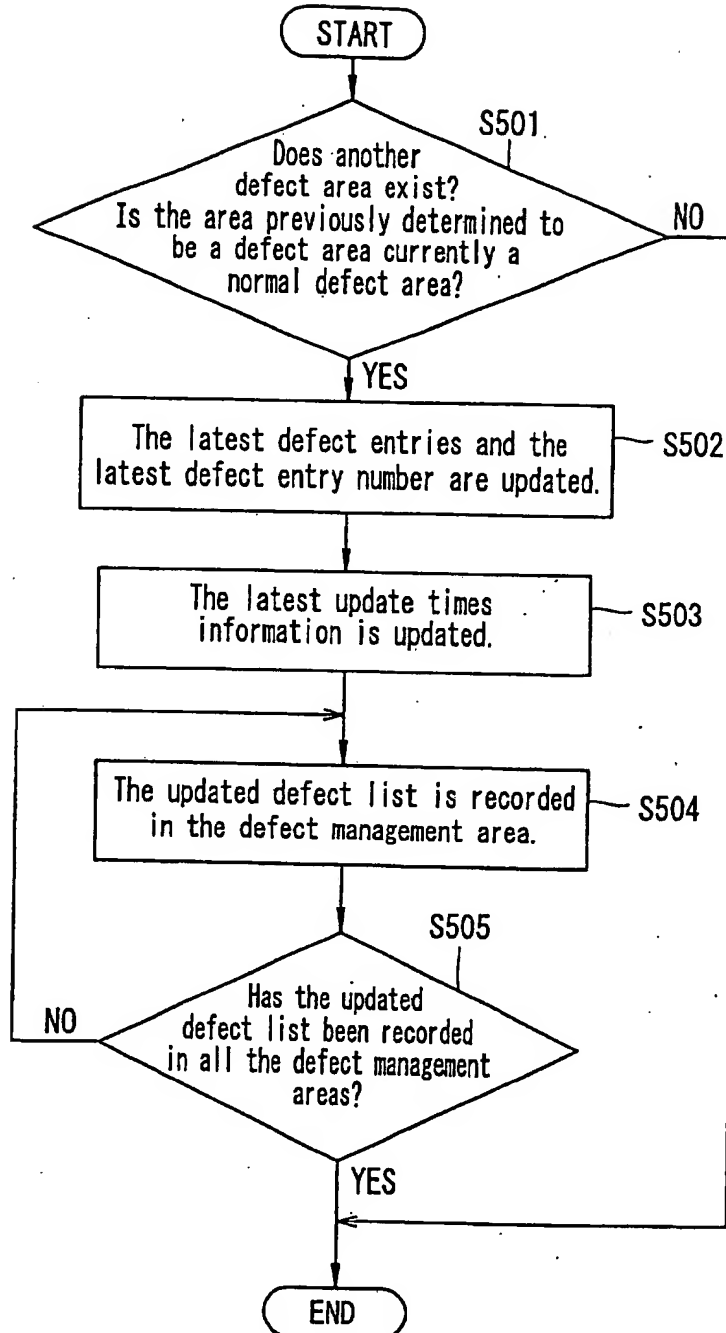 START
S501
Does another
defect area exist?
Is the area previously determined to
be a defect area currently a
normal defect area?
NO
YES
The latest defect entries and the
latest defect entry number are updated.
S502
The latest update times
information is updated.
S503
The updated defect list is recorded
in the defect management area.
S504
S505
Has the updated
defect list been recorded
in all the defect management
areas?
NO
YES
END